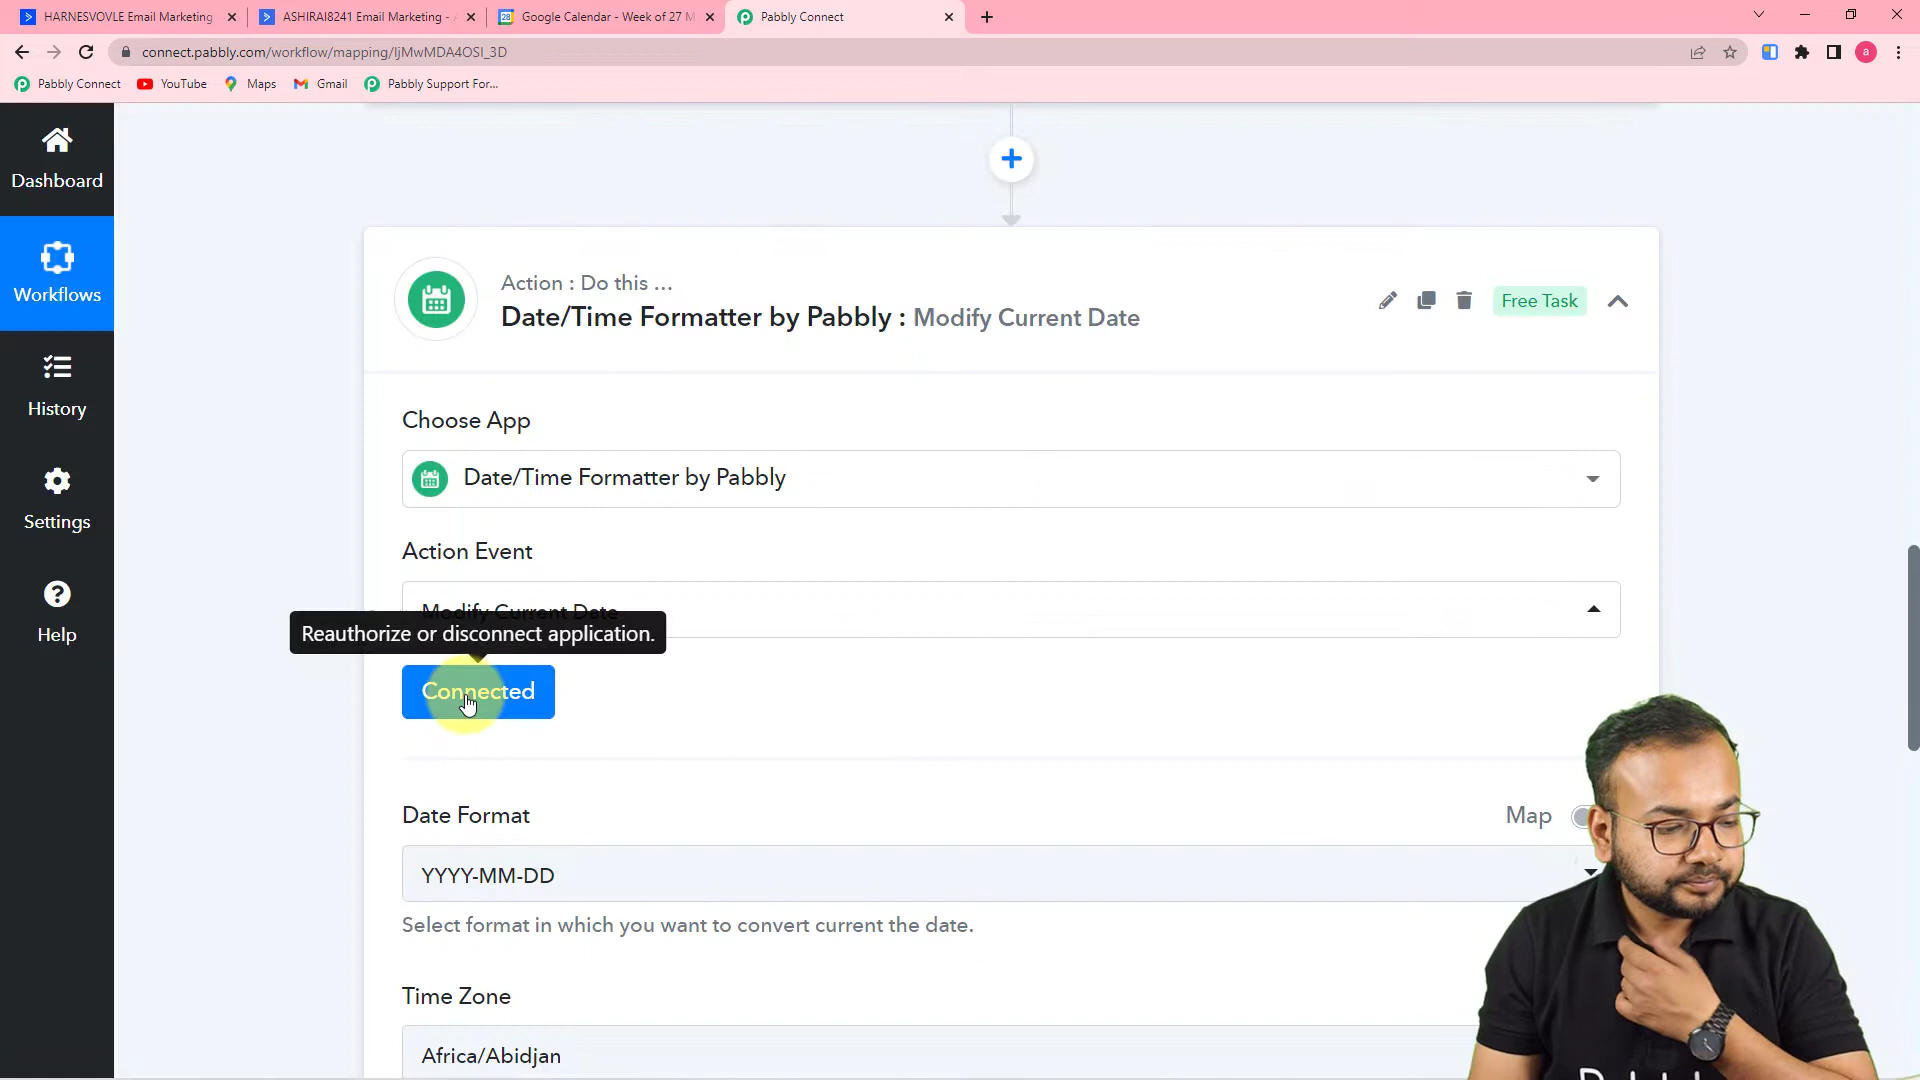 HARNESVOVLE Email Marketing
ASHIRAI8241 Email Marketing -
28
Google Calendar - Week of 27 M
Pabbly Connect
connect.pabbly.com/workflow/mapping/IjMwMDA4OSI_3D
a
Pabbly Connect
YouTube
Maps
Gmail
Pabbly Support For...
Dashboard
Workflows
History
Settings
Help
Action : Do this ...
Date/Time Formatter by Pabbly : Modify Current Date
Free Task
Choose App
Date/Time Formatter by Pabbly
Action Event
Modify Current Date
Reauthorize or disconnect application.
Connected
Date Format
Map
YYYY-MM-DD
Select format in which you want to convert current the date.
Time Zone
Africa/Abidjan